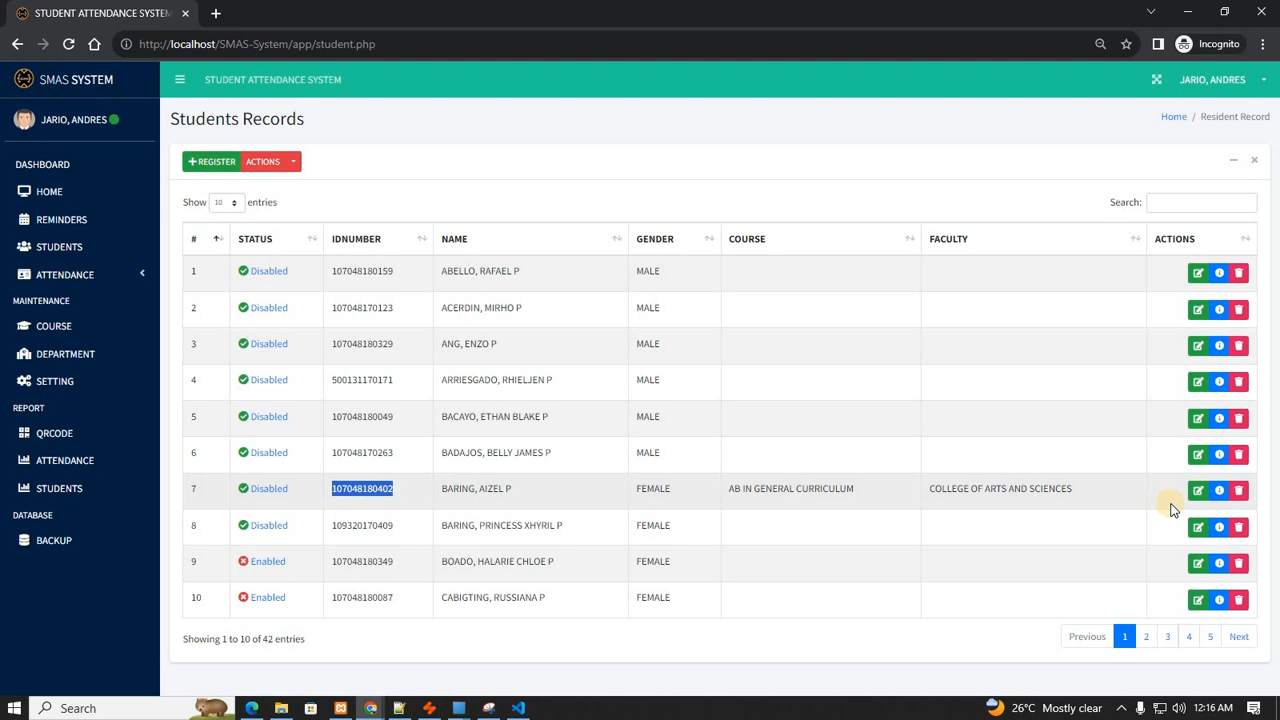 STUDENT ATTENDANCE SYSTEM
http://localhost/SMAS-System/app/student.php
Incognito
SMAS SYSTEM
STUDENT ATTENDANCE SYSTEM
JARIO, ANDRES
JARIO, ANDRES
Students Records
Home / Resident Record
DASHBOARD
HOME
REMINDERS
STUDENTS
ATTENDANCE
MAINTENANCE
COURSE
DEPARTMENT
SETTING
REPORT
QRCODE
ATTENDANCE
STUDENTS
DATABASE
BACKUP
REGISTER ACTIONS
Show 10 entries
Search:
# STATUS IDNUMBER NAME GENDER COURSE FACULTY ACTIONS
1 Disabled 107048180159 ABELLO, RAFAEL P MALE
2 Disabled 107048170123 ACERDIN, MIRHO P MALE
3 Disabled 107048180329 ANG, ENZO P MALE
4 Disabled 500131170171 ARRIESGADO, RHIELJEN P MALE
5 Disabled 107048180049 BACAYO, ETHAN BLAKE P MALE
6 Disabled 107048170263 BADAJOS, BELLY JAMES P MALE
7 Disabled 107048180402 BARING, AIZEL P FEMALE AB IN GENERAL CURRICULUM COLLEGE OF ARTS AND SCIENCES
8 Disabled 109320170409 BARING, PRINCESS XHYRIL P FEMALE
9 Enabled 107048180349 BOADO, HALARIE CHLOE P FEMALE
10 Enabled 107048180087 CABIGTING, RUSSIANA P FEMALE
Showing 1 to 10 of 42 entries
Previous 1 2 3 4 5 Next
Search
26°C Mostly clear
12:16 AM